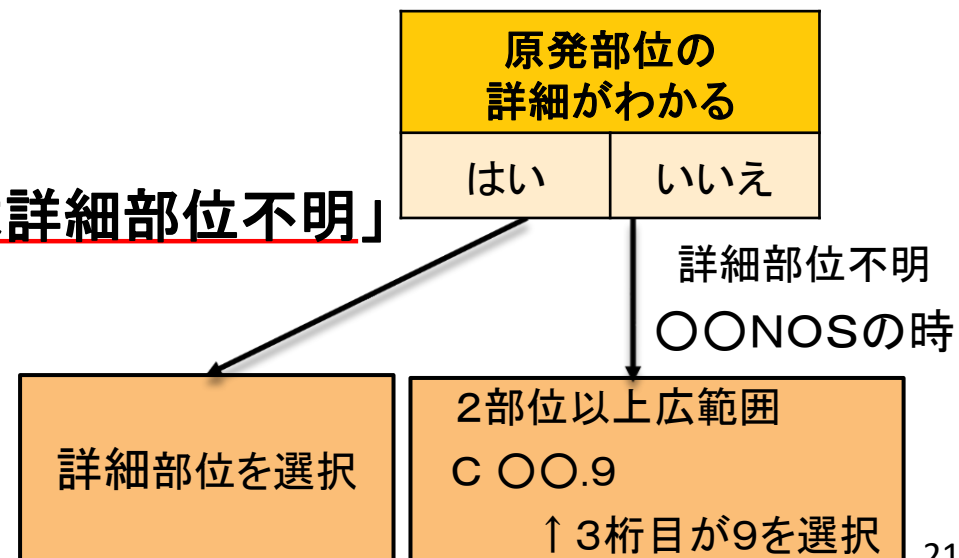 原発部位の
詳細がわかる
はい
いいえ
詳細部位不明」
詳細部位不明
〇〇NOSの時
詳細部位を選択
2部位以上広範囲
C 〇〇.9
↑3桁目が9を選択
21